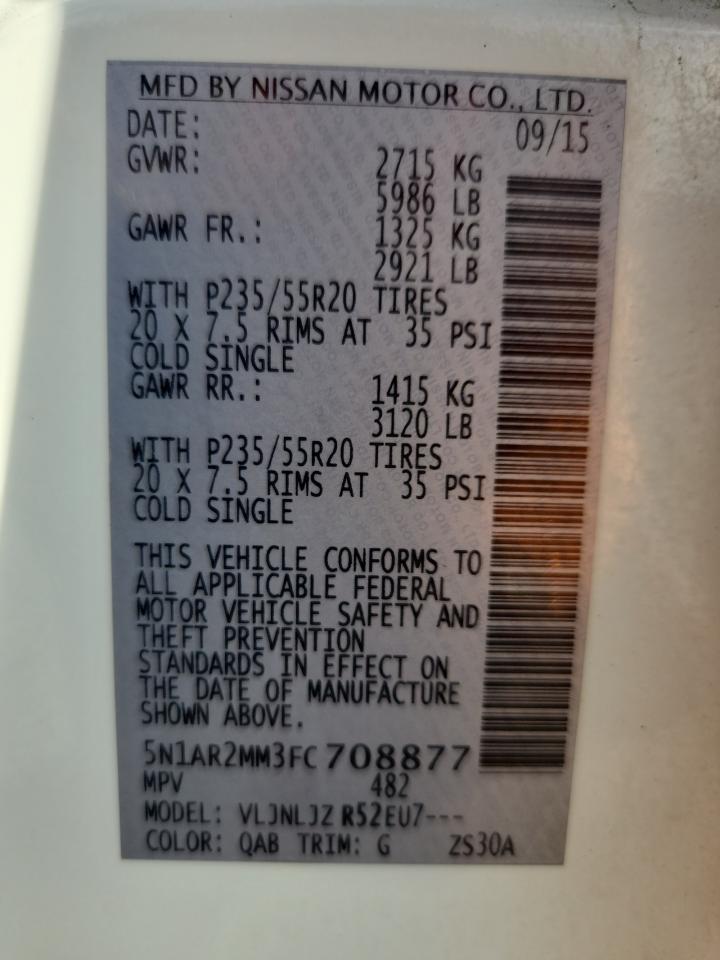 MFD BY NISSAN MOTOR CO., LTD.
DATE: 09/15
GVWR: 2715 KG
5986 LB
GAWR FR.: 1325 KG
2921 LB
WITH P235/55R20 TIRES
20 X 7.5 RIMS AT 35 PSI
COLD SINGLE
GAWR RR.: 1415 KG
3120 LB
WITH P235/55R20 TIRES
20 X 7.5 RIMS AT 35 PSI
COLD SINGLE
THIS VEHICLE CONFORMS TO
ALL APPLICABLE FEDERAL
MOTOR VEHICLE SAFETY AND
THEFT PREVENTION
STANDARDS IN EFFECT ON
THE DATE OF MANUFACTURE
SHOWN ABOVE.
5N1AR2MM3FC708877
MPV 482
MODEL: VLJNLJZ R52EU7---
COLOR: QAB TRIM: G ZS30A